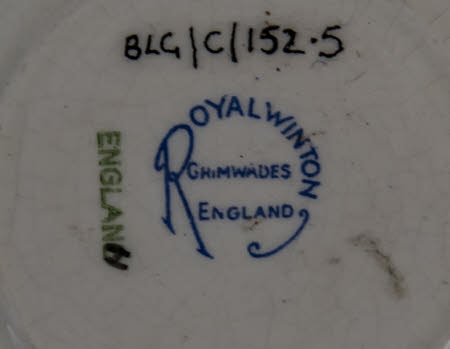 BLG/C/152.5
ROYAL WINTON
GRIMWADES
ENGLAND
ENGLAND